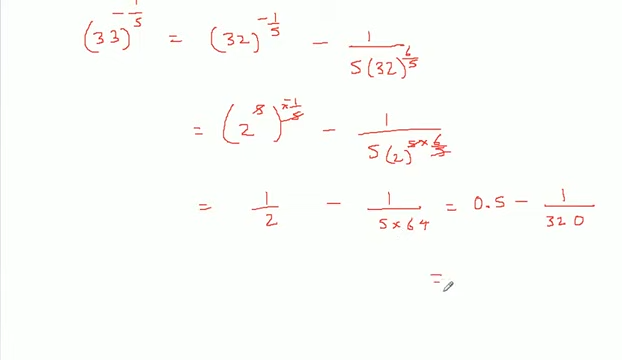 (33)^{-1/5} = (32)^{-1/5} - 1/(5(32)^{6/5})
= (2^5)^{×-1/5} - 1/(5(2)^{5×6/5})
= 1/2 - 1/(5×64) = 0.5 - 1/320
=